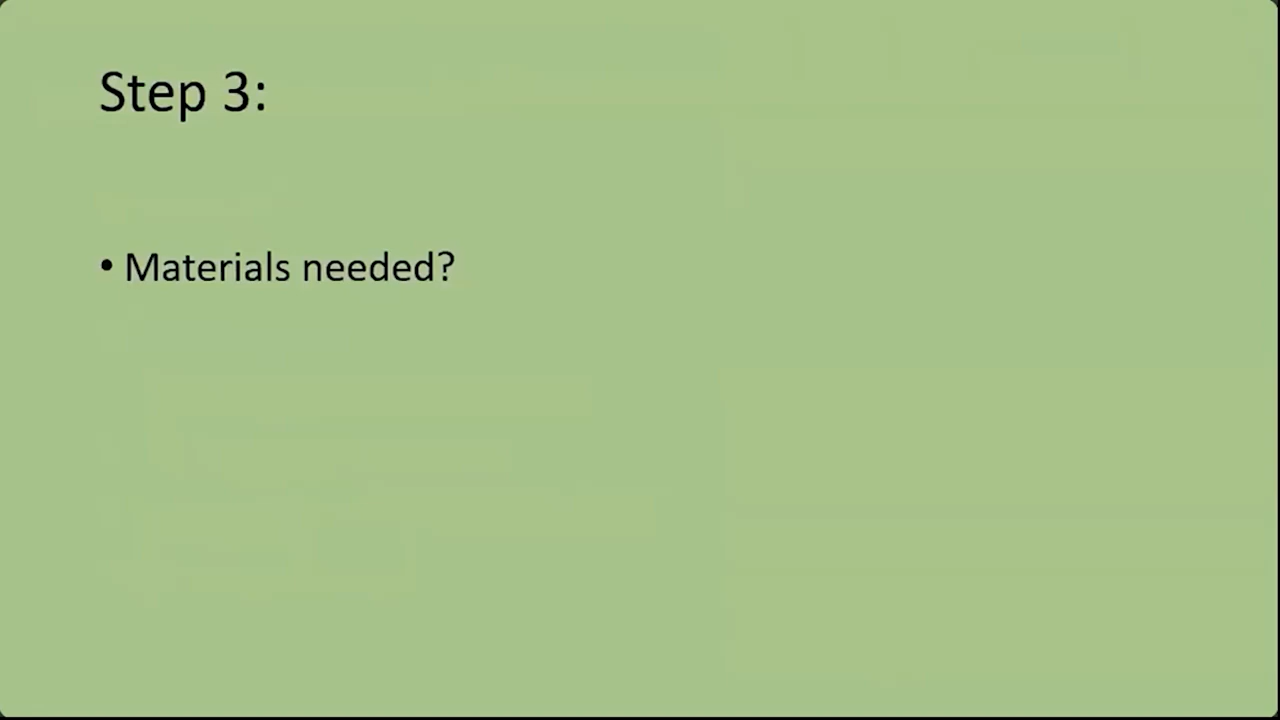 Step 3:
• Materials needed?